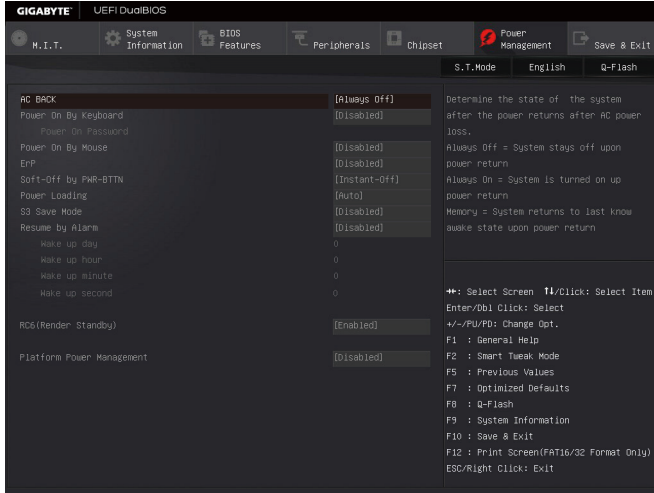 GIGABYTE™ UEFI DualBIOS
M.I.T. System Information BIOS Features Peripherals Chipset Power Management Save & Exit
S.T.Mode English Q-Flash
AC BACK [Always Off]
Power On By Keyboard [Disabled]
Power On Password
Power On By Mouse [Disabled]
ErP [Disabled]
Soft-Off by PWR-BTTN [Instant-Off]
Power Loading [Auto]
S3 Save Mode [Disabled]
Resume by Alarm [Disabled]
Wake up day 0
Wake up hour 0
Wake up minute 0
Wake up second 0
RC6(Render Standby) [Enabled]
Platform Power Management [Disabled]
Determine the state of the system
after the power returns after AC power
loss.
Always Off = System stays off upon
power return
Always On = System is turned on up
power return
Memory = System returns to last know
awake state upon power return
→←: Select Screen ↑↓/Click: Select Item
Enter/Dbl Click: Select
+/-/PU/PD: Change Opt.
F1 : General Help
F2 : Smart Tweak Mode
F5 : Previous Values
F7 : Optimized Defaults
F8 : Q-Flash
F9 : System Information
F10 : Save & Exit
F12 : Print Screen(FAT16/32 Format Only)
ESC/Right Click: Exit